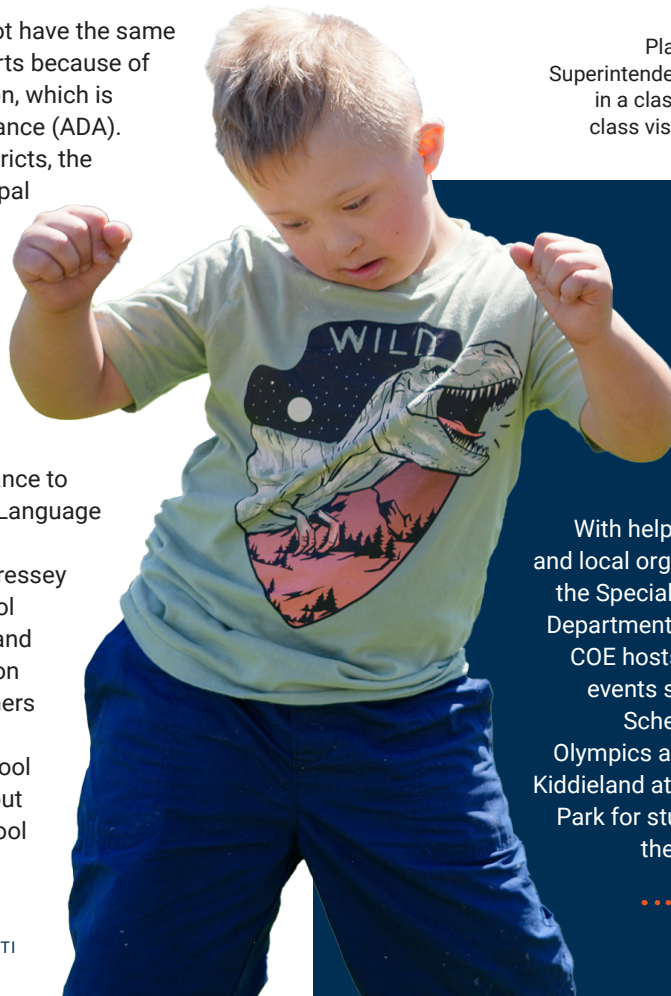 ot have the same
rts because of
n, which is
ance (ADA).
ricts, the
pal
Pla
Superintende
in a clas
class vis
WILD
ance to
Language
ressey
ol
and
on
ers
ool
out
ool
TI
With help
and local org
the Special
Department
COE hosts
events s
Sche
Olympics a
Kiddieland at
Park for stu
the